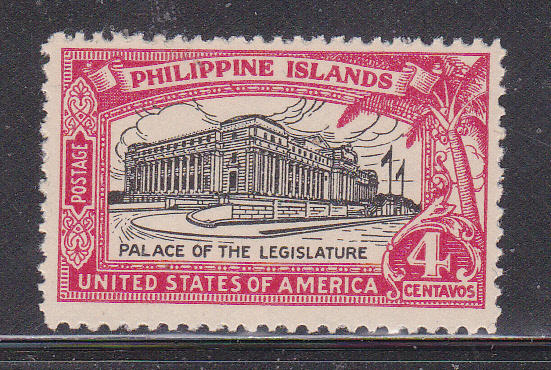 PHILIPPINE ISLANDS
POSTAGE
PALACE OF THE LEGISLATURE
4
CENTAVOS
UNITED STATES OF AMERICA